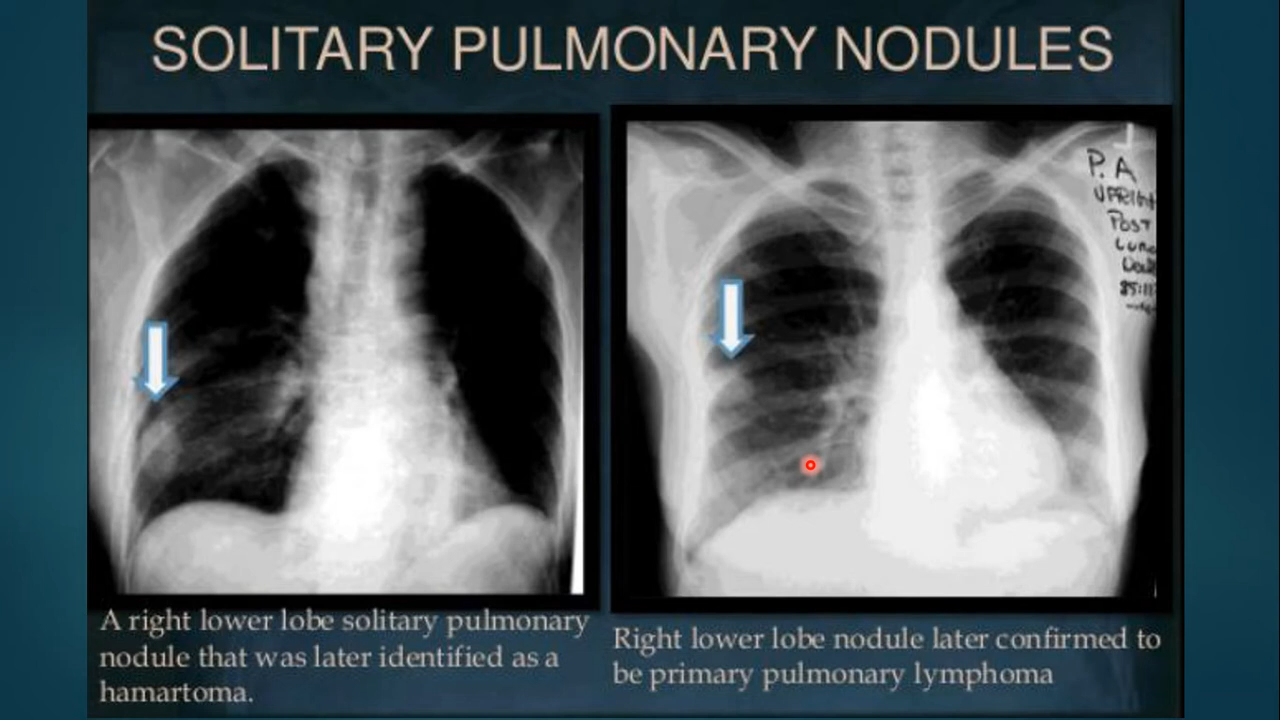 SOLITARY PULMONARY NODULES
A right lower lobe solitary pulmonary
nodule that was later identified as a
hamartoma.
P.A
UPRIGHT
POST
LUNG
Right lower lobe nodule later confirmed to
be primary pulmonary lymphoma